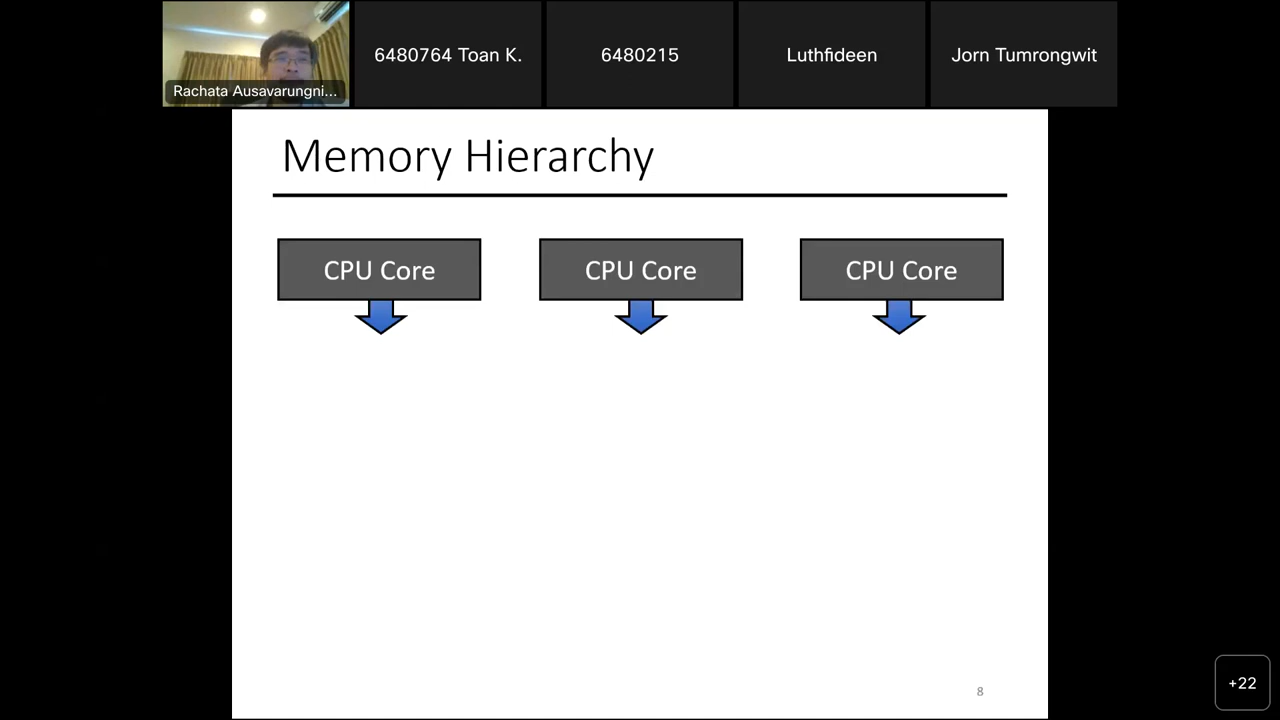 Rachata Ausavarungni...
6480764 Toan K.
6480215
Luthfideen
Jorn Tumrongwit
Memory Hierarchy
CPU Core
CPU Core
CPU Core
8
+22